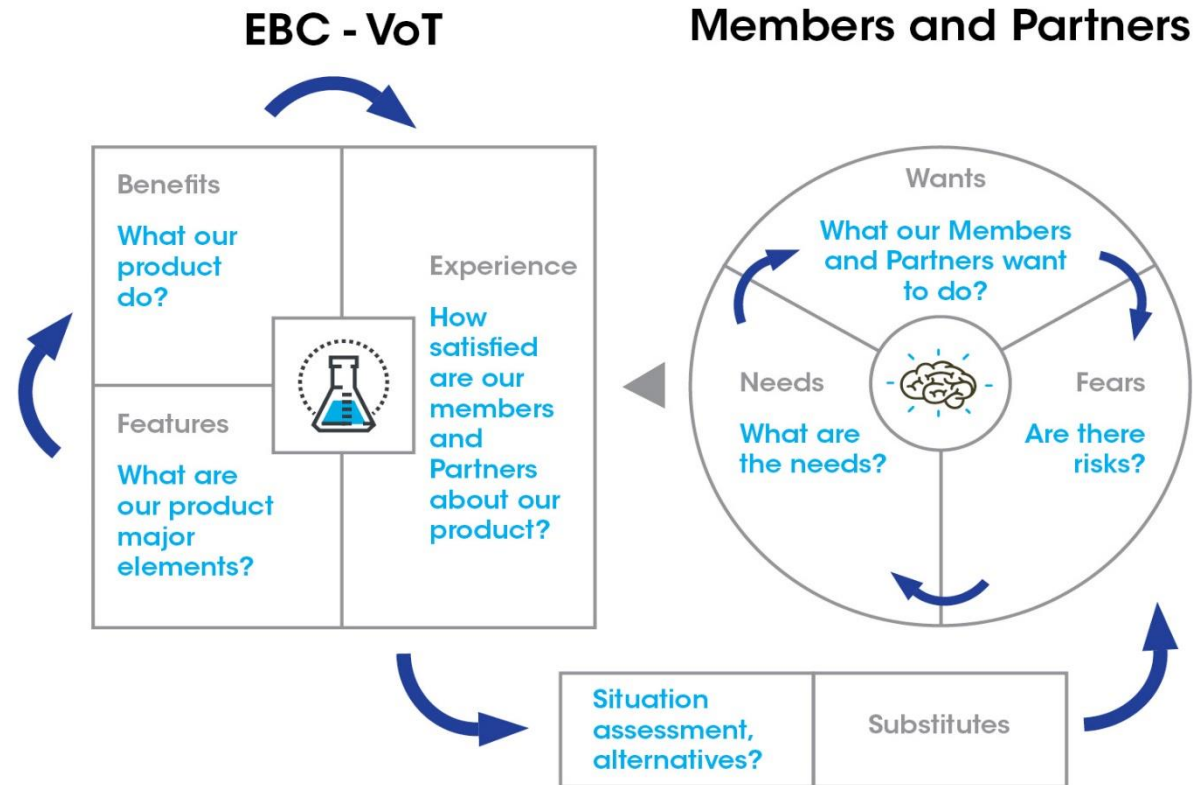 EBC - VoT
Members and Partners
Benefits
What our
product
do?
Features
What are
our product
major
elements?
Experience
How
satisfied
are our
members
and
Partners
about our
product?
Wants
What our Members
and Partners want
to do?
Needs
What are
the needs?
Fears
Are there
risks?
Situation
assessment,
alternatives?
Substitutes